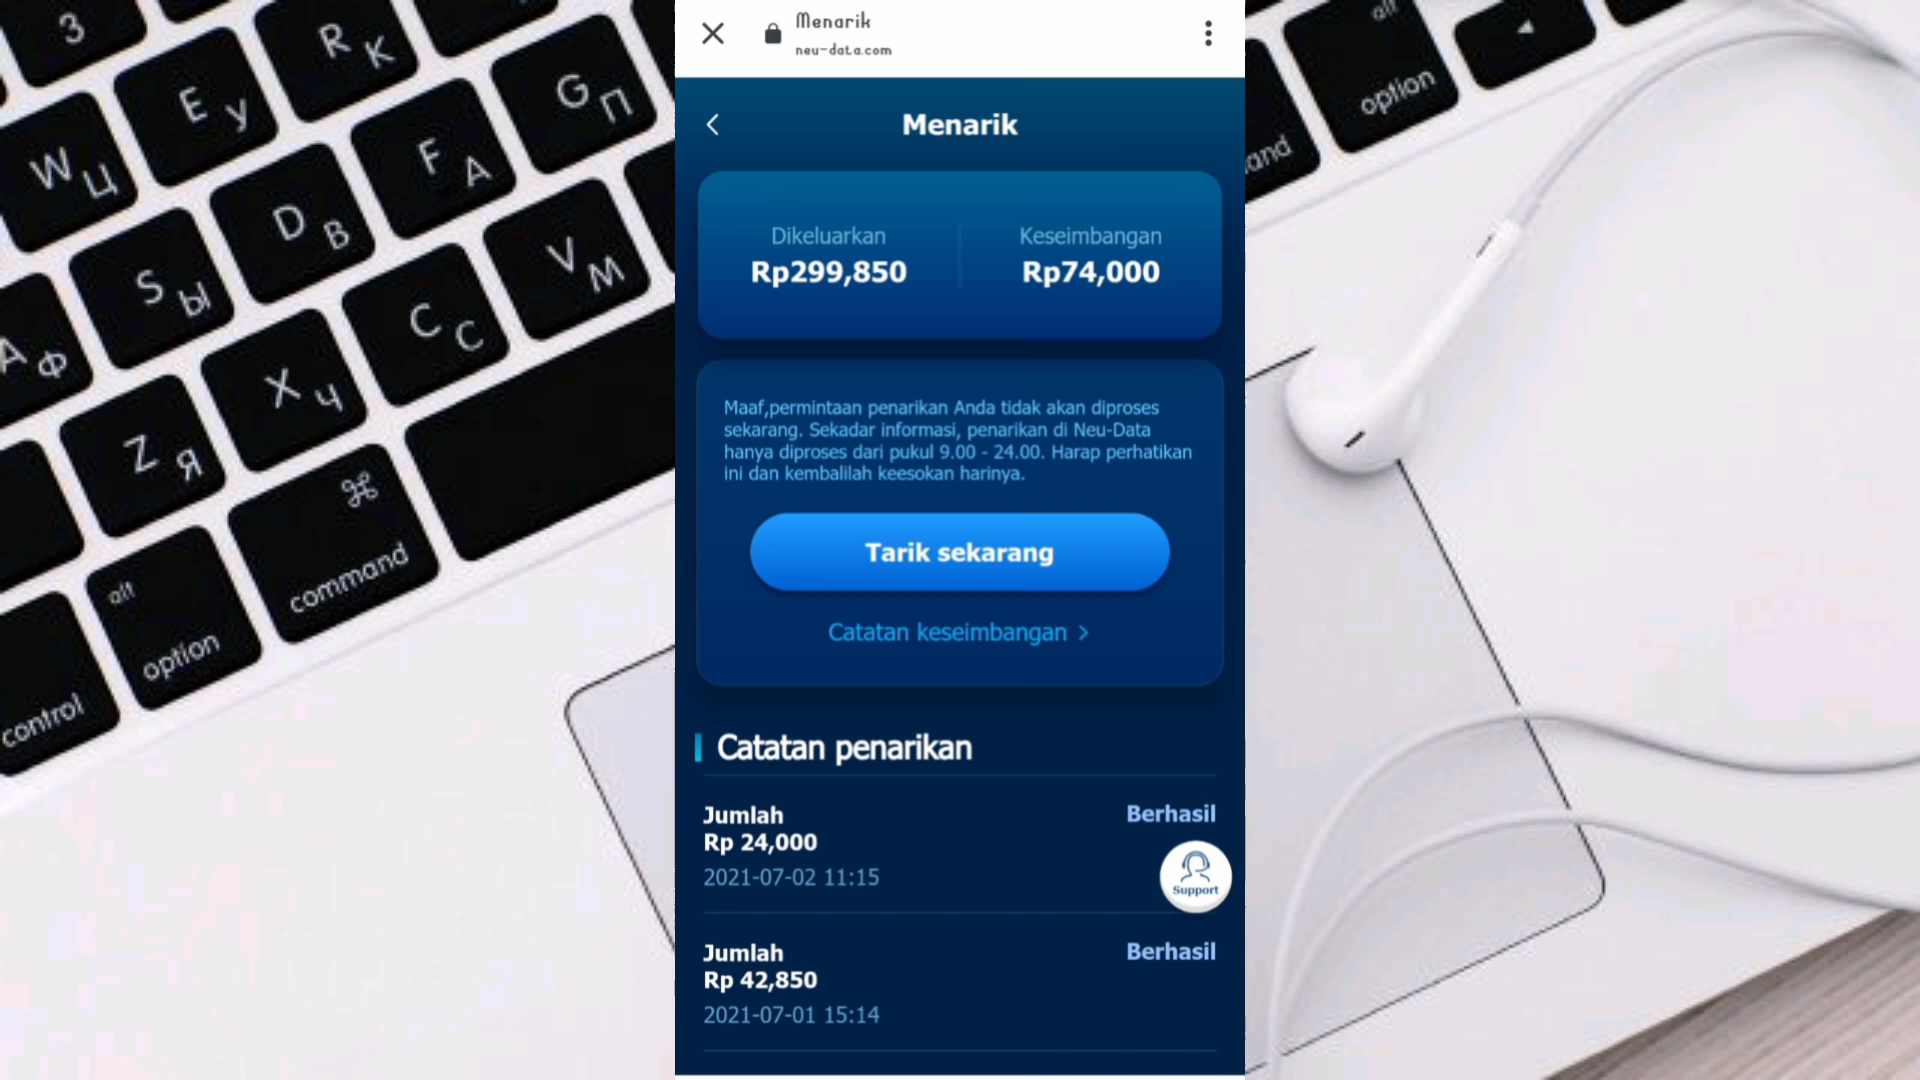 Menarik
neu-data.com
Menarik
Dikeluarkan
Rp299,850
Keseimbangan
Rp74,000
Maaf,permintaan penarikan Anda tidak akan diproses
sekarang. Sekadar informasi, penarikan di Neu-Data
hanya diproses dari pukul 9.00 - 24.00. Harap perhatikan
ini dan kembalilah keesokan harinya.
Tarik sekarang
Catatan keseimbangan >
Catatan penarikan
Jumlah
Berhasil
Rp 24,000
2021-07-02 11:15
Support
Jumlah
Berhasil
Rp 42,850
2021-07-01 15:14
3
R K
E У
G П
W Ц
F А
D В
V М
S Ы
А Ф
C С
X Ч
Z Я
⌘
command
alt
option
control
alt
option
and